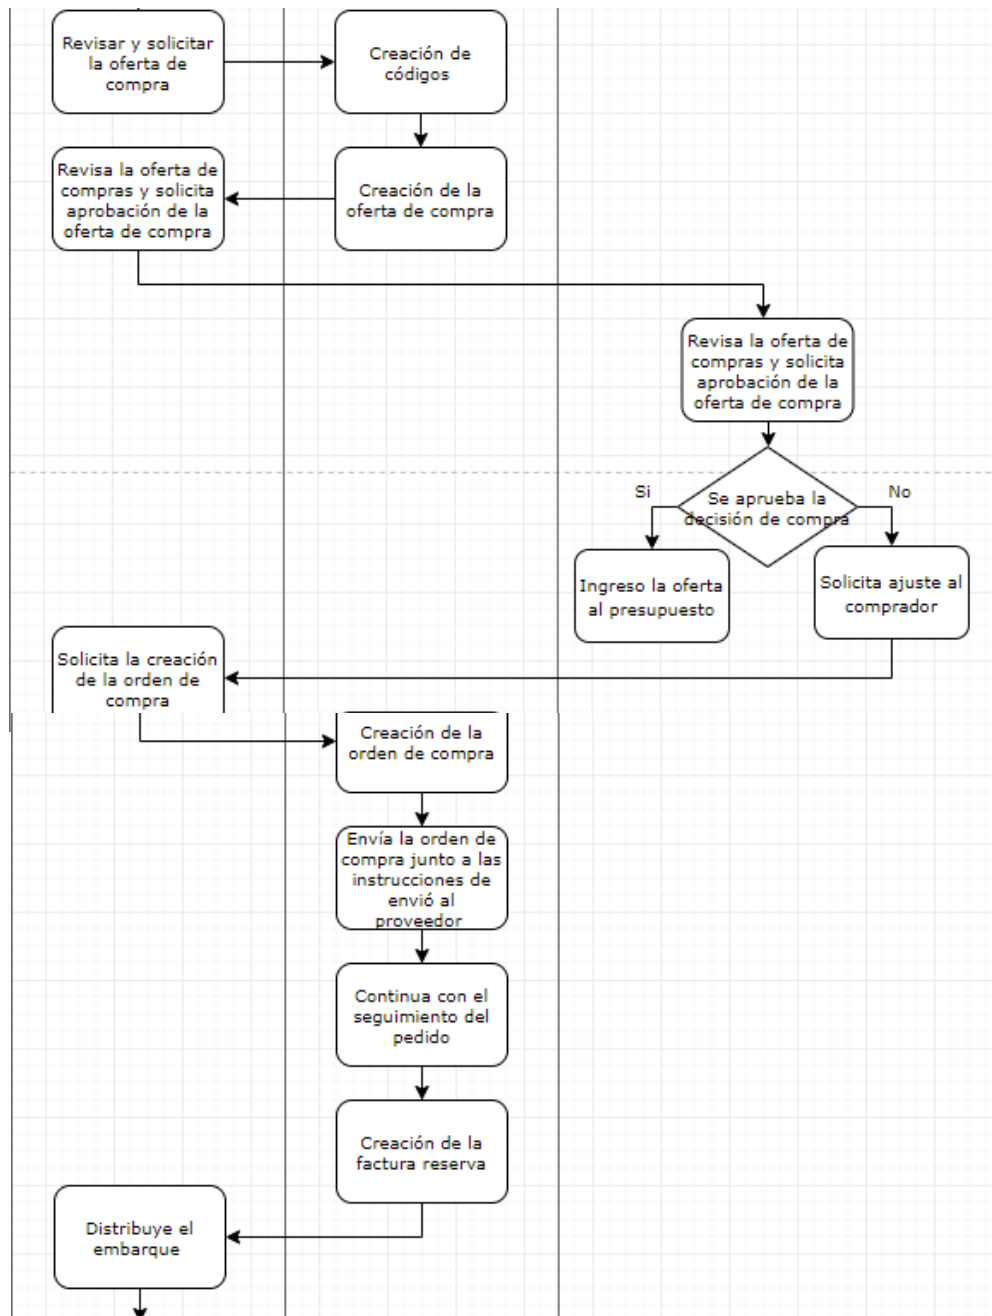 Revisar y solicitar
la oferta de
compra
Creación de
códigos
Revisa la oferta de
compras y solicita
aprobación de la
oferta de compra
Creación de la
oferta de compra
Revisa la oferta de
compras y solicita
aprobación de la
oferta de compra
Si
Se aprueba la
decisión de compra
No
Ingreso la oferta
al presupuesto
Solicita ajuste al
comprador
Solicita la creación
de la orden de
compra
Creación de la
orden de compra
Envía la orden de
compra junto a las
instrucciones de
envió al
proveedor
Continua con el
seguimiento del
pedido
Creación de la
factura reserva
Distribuye el
embarque